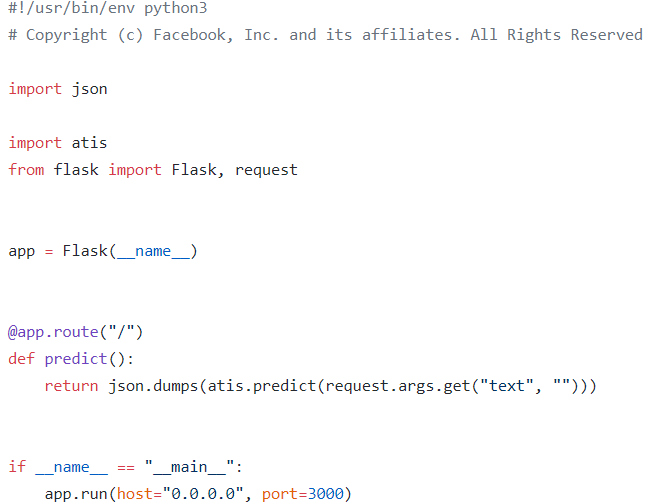 #!/usr/bin/env python3
# Copyright (c) Facebook, Inc. and its affiliates. All Rights Reserved
import json
import atis
from flask import Flask, request
app = Flask(__name__)
@app.route("/")
def predict():
    return json.dumps(atis.predict(request.args.get("text", "")))
if __name__ == "__main__":
    app.run(host="0.0.0.0", port=3000)